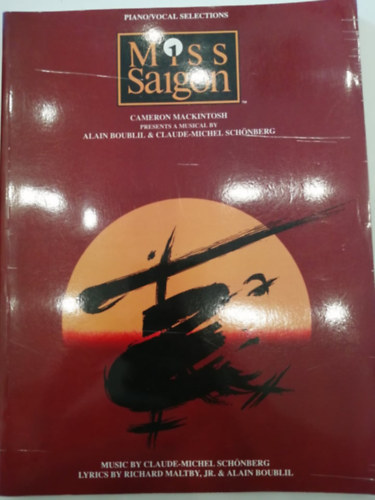 PIANO/VOCAL SELECTIONS
MISS
Saigon
TM
CAMERON MACKINTOSH
PRESENTS A MUSICAL BY
ALAIN BOUBLIL & CLAUDE-MICHEL SCHÖNBERG
MUSIC BY CLAUDE-MICHEL SCHÖNBERG
LYRICS BY RICHARD MALTBY, JR. & ALAIN BOUBLIL